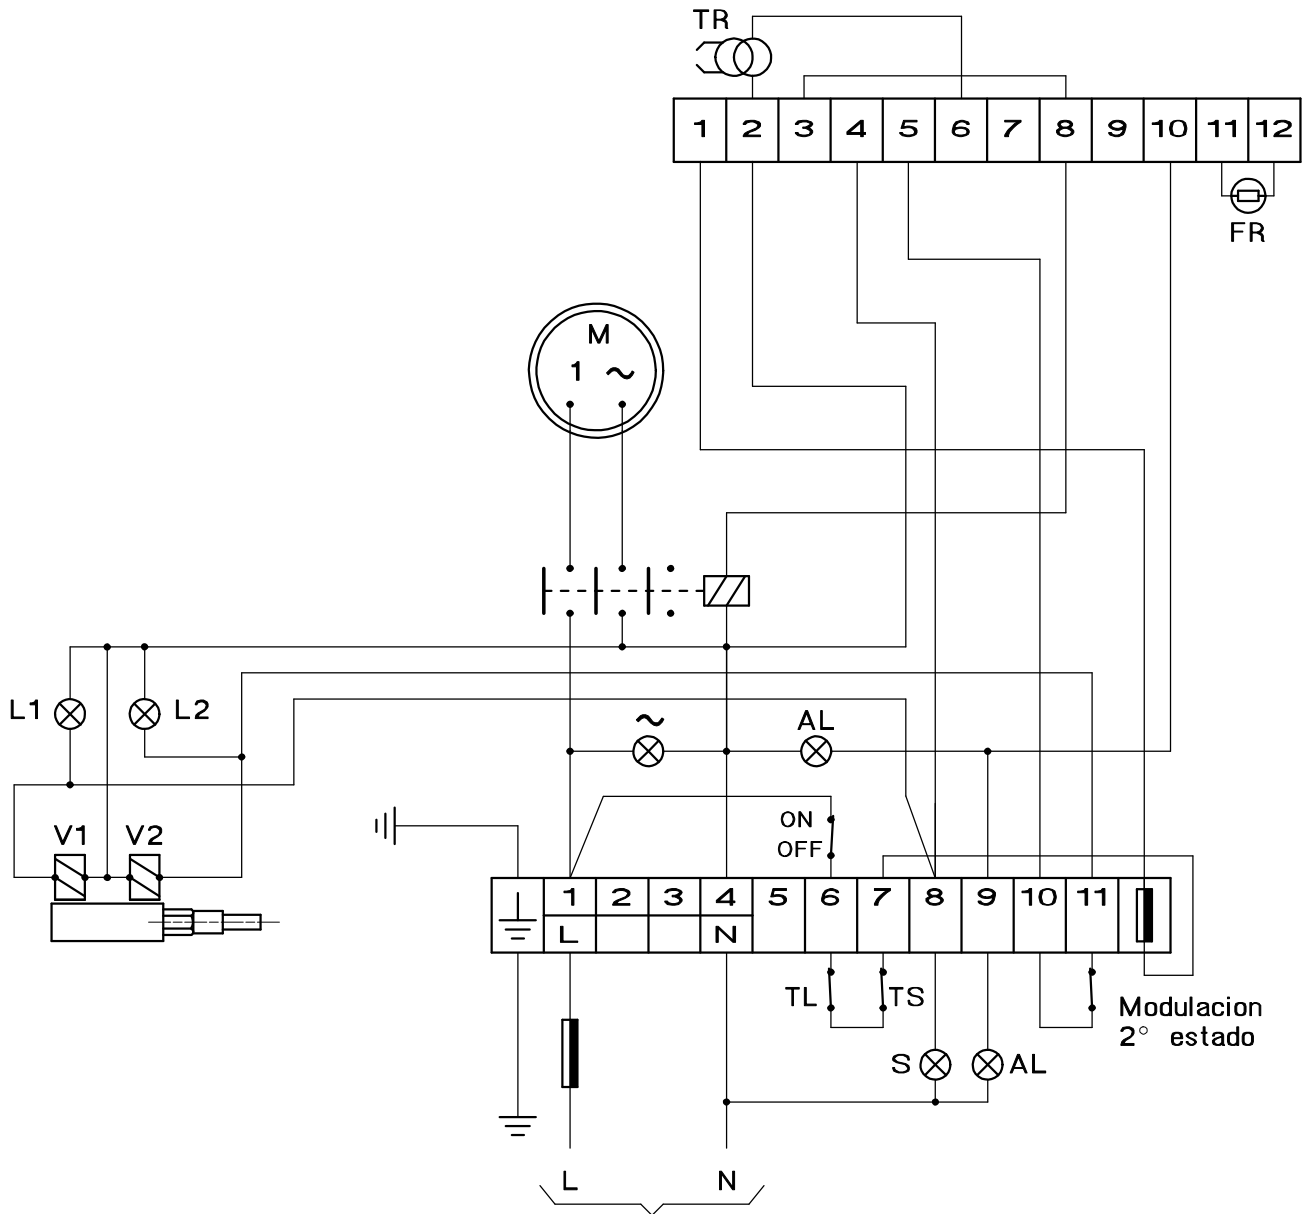 TR
1 2 3 4 5 6 7 8 9 10 11 12
FR
M
1 ~
L1 L2
~ AL
V1 V2
ON
OFF
1 2 3 4 5 6 7 8 9 10 11
L N
TL TS
Modulacion
2° estado
S AL
L N